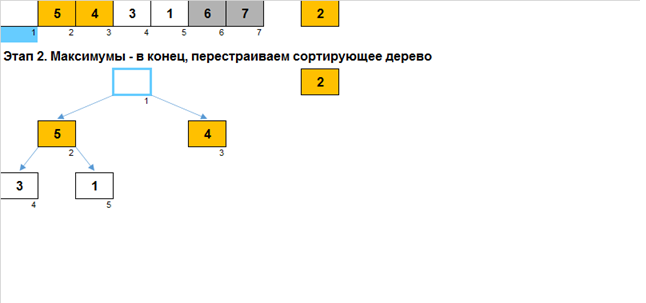 5 4 3 1 6 7 2
1 2 3 4 5 6 7
Этап 2. Максимумы - в конец, перестраиваем сортирующее дерево
2
1
5 4
2 3
3 1
4 5